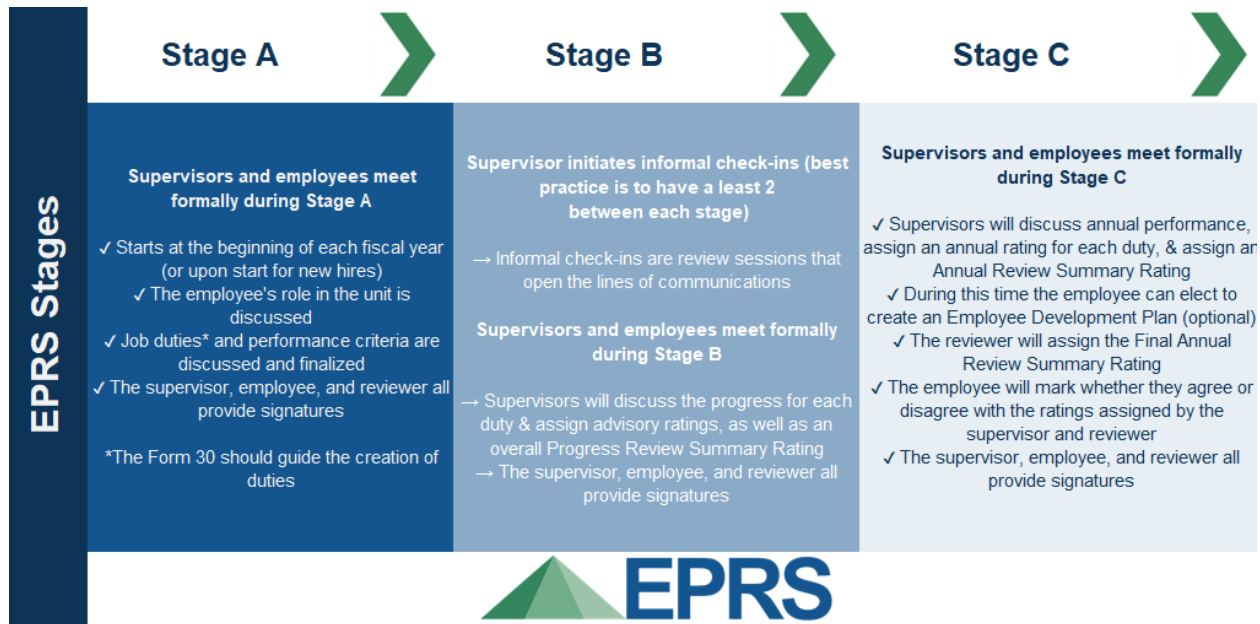 EPRS Stages
Stage A
Supervisors and employees meet
formally during Stage A
✓ Starts at the beginning of each fiscal year
(or upon start for new hires)
✓ The employee's role in the unit is
discussed
✓ Job duties* and performance criteria are
discussed and finalized
✓ The supervisor, employee, and reviewer all
provide signatures
*The Form 30 should guide the creation of
duties
Stage B
Supervisor initiates informal check-ins (best
practice is to have a least 2
between each stage)
→ Informal check-ins are review sessions that
open the lines of communications
Supervisors and employees meet formally
during Stage B
→ Supervisors will discuss the progress for each
duty & assign advisory ratings, as well as an
overall Progress Review Summary Rating
→ The supervisor, employee, and reviewer all
provide signatures
Stage C
Supervisors and employees meet formally
during Stage C
✓ Supervisors will discuss annual performance,
assign an annual rating for each duty, & assign an
Annual Review Summary Rating
✓ During this time the employee can elect to
create an Employee Development Plan (optional)
✓ The reviewer will assign the Final Annual
Review Summary Rating
✓ The employee will mark whether they agree or
disagree with the ratings assigned by the
supervisor and reviewer
✓ The supervisor, employee, and reviewer all
provide signatures
EPRS